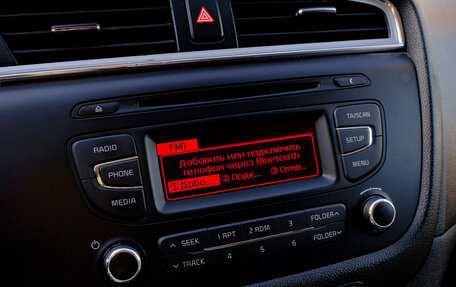 TA/SCAN
RADIO
PHONE
MEDIA
SETUP
MENU
FM1
Добавить или подключить
телефон через Bluetooth
1 Доба... 2 Подк... 3 Отме...
SEEK
TRACK
1 RPT
2 RDM
3
FOLDER
4
5
6
FOLDER